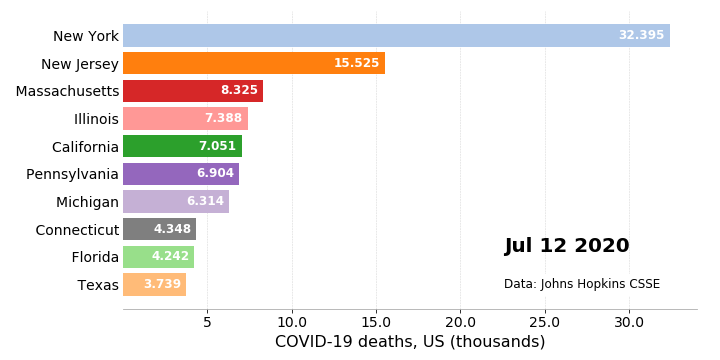 New York 32.395
New Jersey 15.525
Massachusetts 8.325
Illinois 7.388
California 7.051
Pennsylvania 6.904
Michigan 6.314
Connecticut 4.348
Florida 4.242
Texas 3.739
Jul 12 2020
Data: Johns Hopkins CSSE
5 10.0 15.0 20.0 25.0 30.0
COVID-19 deaths, US (thousands)